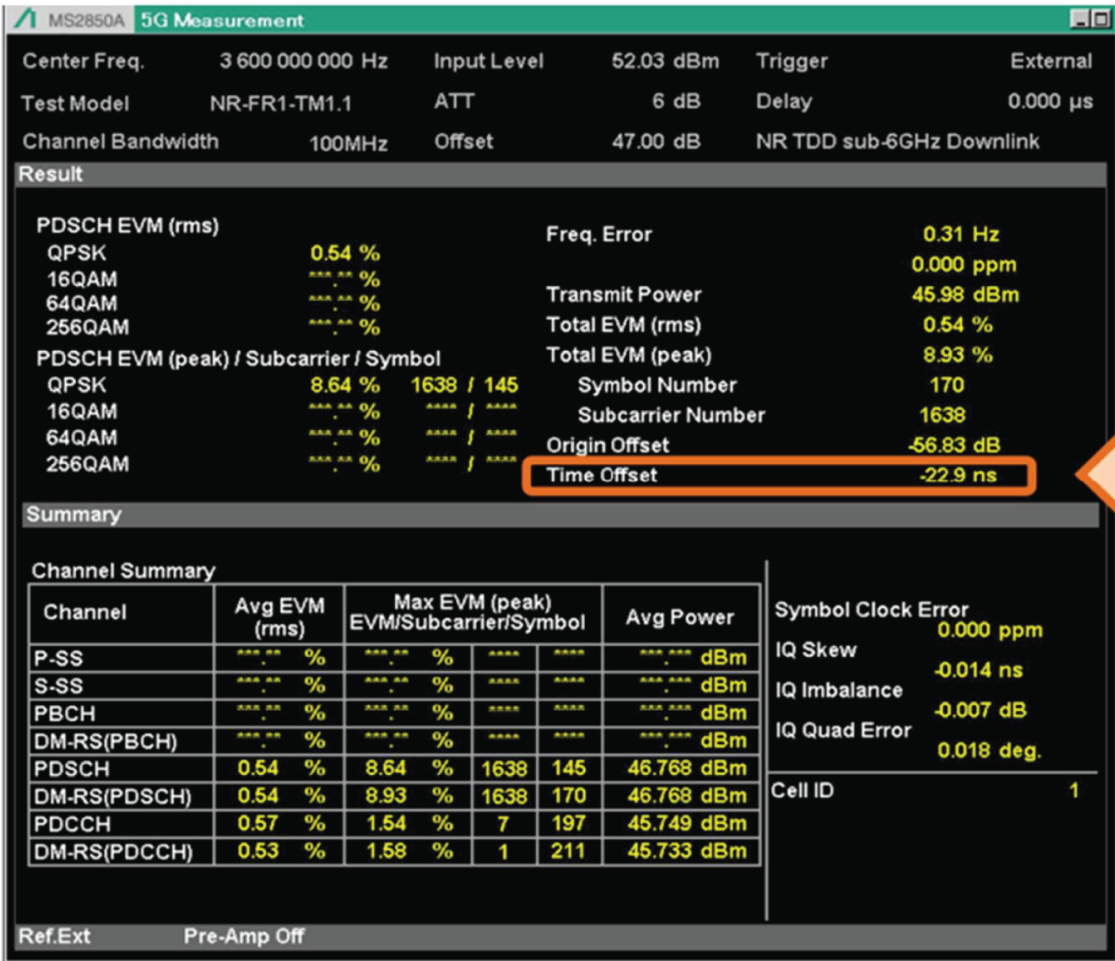 MS2850A 5G Measurement
Center Freq. 3 600 000 000 Hz Input Level 52.03 dBm Trigger External
Test Model NR-FR1-TM1.1 ATT 6 dB Delay 0.000 µs
Channel Bandwidth 100MHz Offset 47.00 dB NR TDD sub-6GHz Downlink
Result
PDSCH EVM (rms)
QPSK 0.54 %
16QAM ***.** %
64QAM ***.** %
256QAM ***.** %
PDSCH EVM (peak) / Subcarrier / Symbol
QPSK 8.64 % 1638 / 145
16QAM ***.** % **** / ****
64QAM ***.** % **** / ****
256QAM ***.** % **** / ****
Freq. Error 0.31 Hz
0.000 ppm
Transmit Power 45.98 dBm
Total EVM (rms) 0.54 %
Total EVM (peak) 8.93 %
Symbol Number 170
Subcarrier Number 1638
Origin Offset -56.83 dB
Time Offset -22.9 ns
Summary
Channel Summary
Channel Avg EVM (rms) Max EVM (peak) EVM/Subcarrier/Symbol Avg Power
P-SS ***.** % ***.** % **** **** ***.*** dBm
S-SS ***.** % ***.** % **** **** ***.*** dBm
PBCH ***.** % ***.** % **** **** ***.*** dBm
DM-RS(PBCH) ***.** % ***.** % **** **** ***.*** dBm
PDSCH 0.54 % 8.64 % 1638 145 46.768 dBm
DM-RS(PDSCH) 0.54 % 8.93 % 1638 170 46.768 dBm
PDCCH 0.57 % 1.54 % 7 197 45.749 dBm
DM-RS(PDCCH) 0.53 % 1.58 % 1 211 45.733 dBm
Symbol Clock Error
0.000 ppm
IQ Skew
-0.014 ns
IQ Imbalance
-0.007 dB
IQ Quad Error
0.018 deg.
Cell ID 1
Ref.Ext Pre-Amp Off